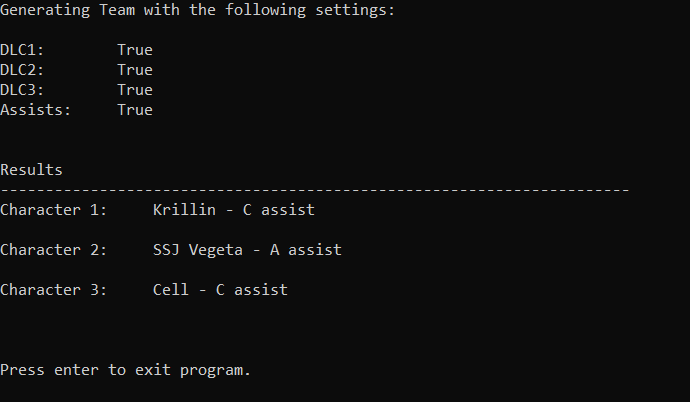 Generating Team with the following settings:
DLC1: True
DLC2: True
DLC3: True
Assists: True
Results
----------------------------------------------------------------------
Character 1: Krillin - C assist
Character 2: SSJ Vegeta - A assist
Character 3: Cell - C assist
Press enter to exit program.